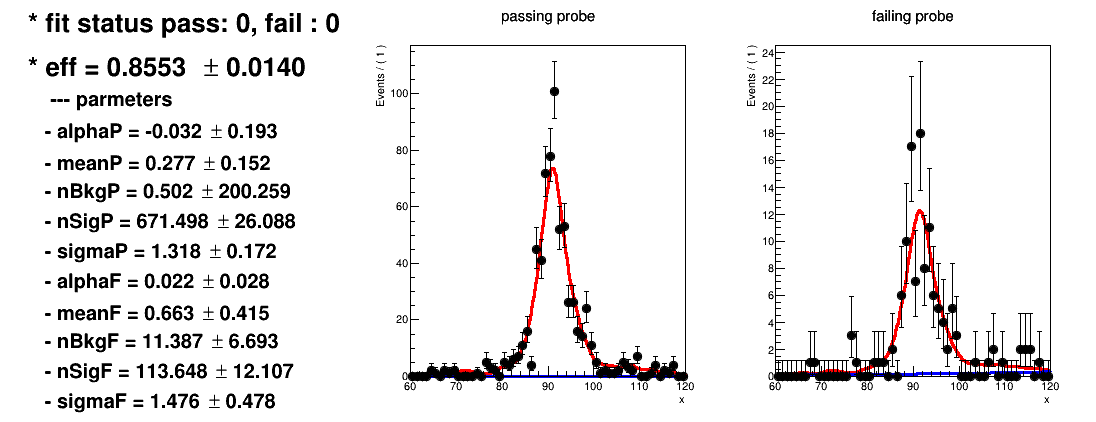 * fit status pass: 0, fail : 0
* eff = 0.8553 ± 0.0140
--- parmeters
- alphaP = -0.032 ± 0.193
- meanP = 0.277 ± 0.152
- nBkgP = 0.502 ± 200.259
- nSigP = 671.498 ± 26.088
- sigmaP = 1.318 ± 0.172
- alphaF = 0.022 ± 0.028
- meanF = 0.663 ± 0.415
- nBkgF = 11.387 ± 6.693
- nSigF = 113.648 ± 12.107
- sigmaF = 1.476 ± 0.478
passing probe
Events / ( 1 )
100
80
60
40
20
0
60 70 80 90 100 110 120
x
failing probe
Events / ( 1 )
24
22
20
18
16
14
12
10
8
6
4
2
0
60 70 80 90 100 110 120
x